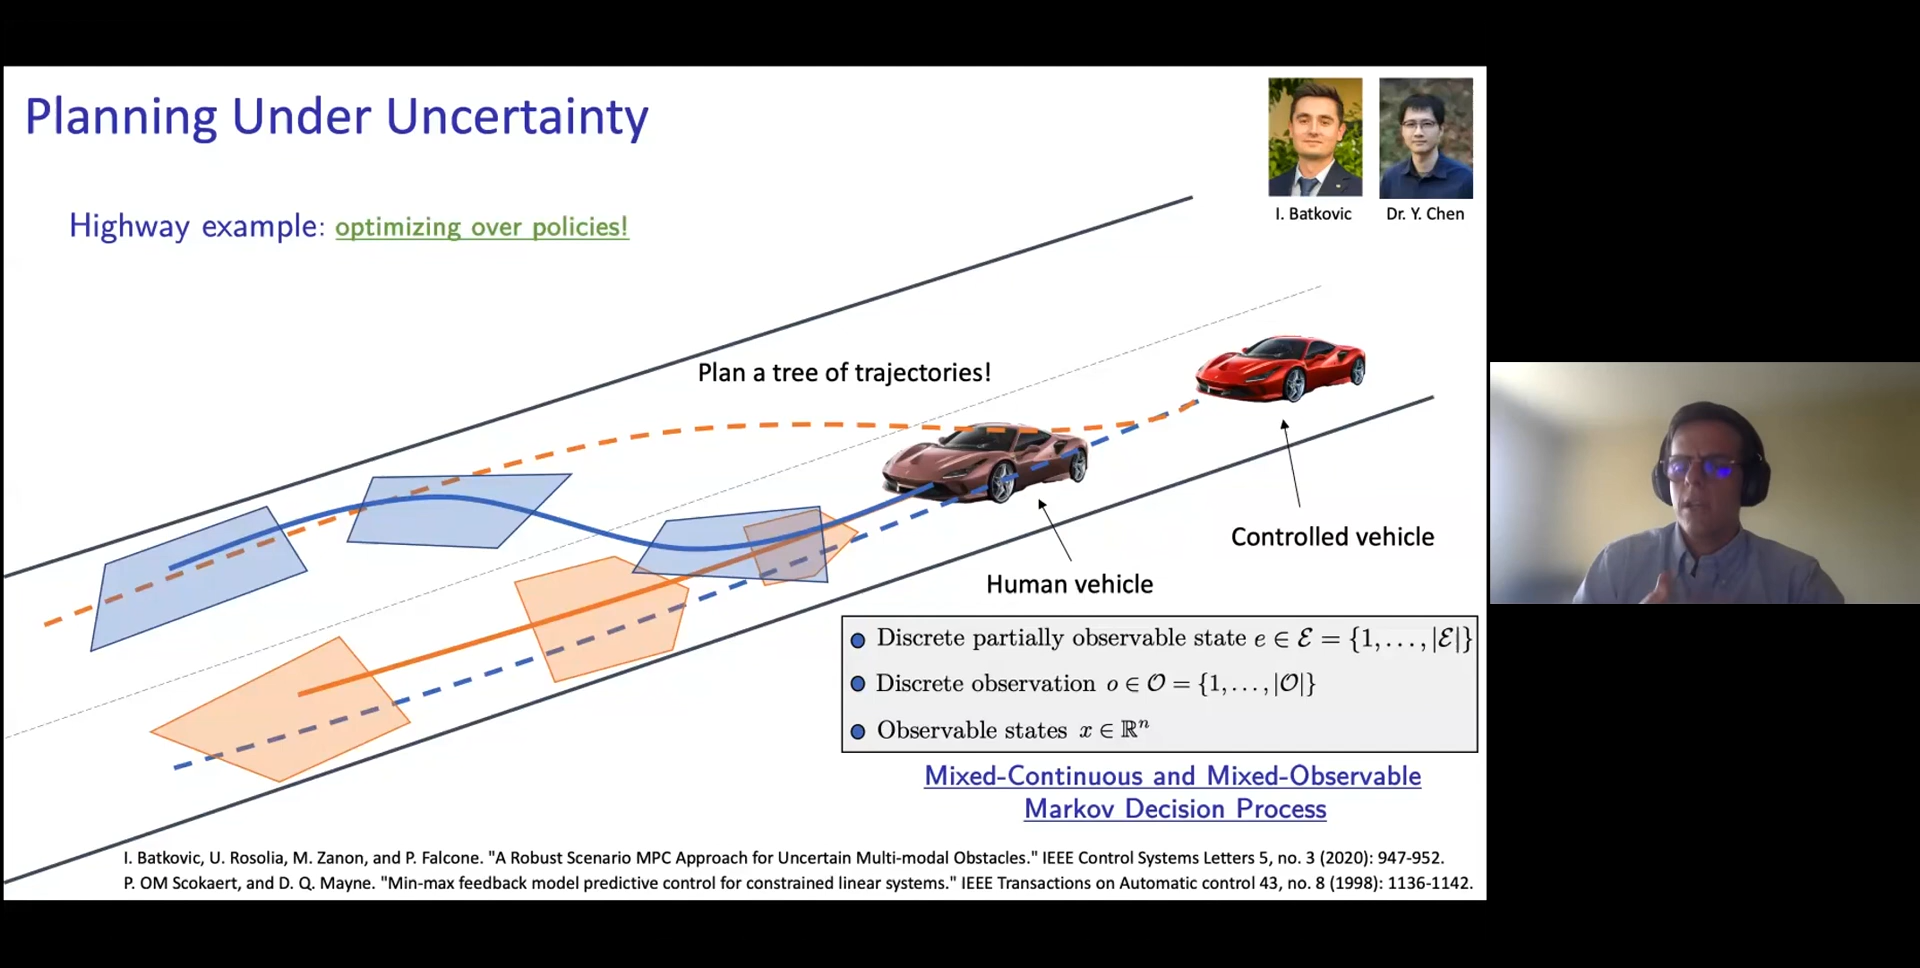 Planning Under Uncertainty
I. Batkovic
Dr. Y. Chen
Highway example: optimizing over policies!
Plan a tree of trajectories!
Controlled vehicle
Human vehicle
Discrete partially observable state e ∈ ℰ = {1, . . . , |ℰ|}
Discrete observation o ∈ 𝒪 = {1, . . . , |𝒪|}
Observable states x ∈ ℝⁿ
Mixed-Continuous and Mixed-Observable
Markov Decision Process
I. Batkovic, U. Rosolia, M. Zanon, and P. Falcone. "A Robust Scenario MPC Approach for Uncertain Multi-modal Obstacles." IEEE Control Systems Letters 5, no. 3 (2020): 947-952.
P. OM Scokaert, and D. Q. Mayne. "Min-max feedback model predictive control for constrained linear systems." IEEE Transactions on Automatic control 43, no. 8 (1998): 1136-1142.